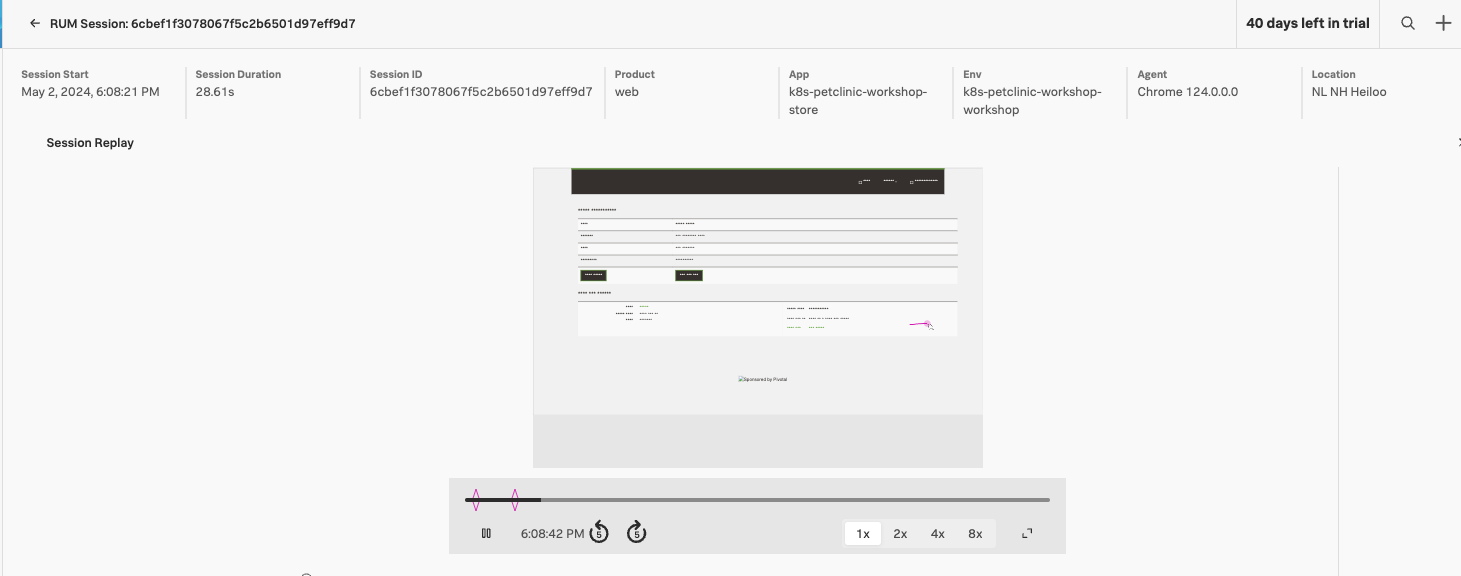 RUM Session: 6cbef1f3078067f5c2b6501d97eff9d7
40 days left in trial
Session Start
May 2, 2024, 6:08:21 PM
Session Duration
28.61s
Session ID
6cbef1f3078067f5c2b6501d97eff9d7
Product
web
App
k8s-petclinic-workshop-
store
Env
k8s-petclinic-workshop-
workshop
Agent
Chrome 124.0.0.0
Location
NL NH Heiloo
Session Replay
Sponsored by Pivotal
6:08:42 PM
5
5
1x
2x
4x
8x